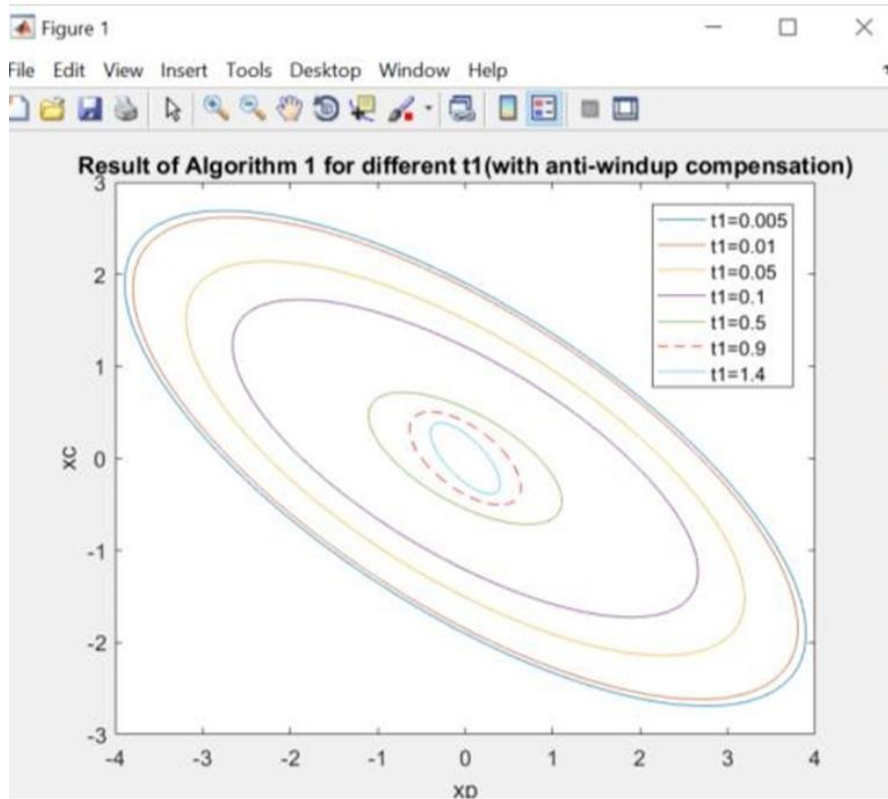 Figure 1
File Edit View Insert Tools Desktop Window Help
Result of Algorithm 1 for different t1(with anti-windup compensation)
3
2
1
0
-1
-2
-3
xc
-4 -3 -2 -1 0 1 2 3 4
xp
t1=0.005
t1=0.01
t1=0.05
t1=0.1
t1=0.5
t1=0.9
t1=1.4